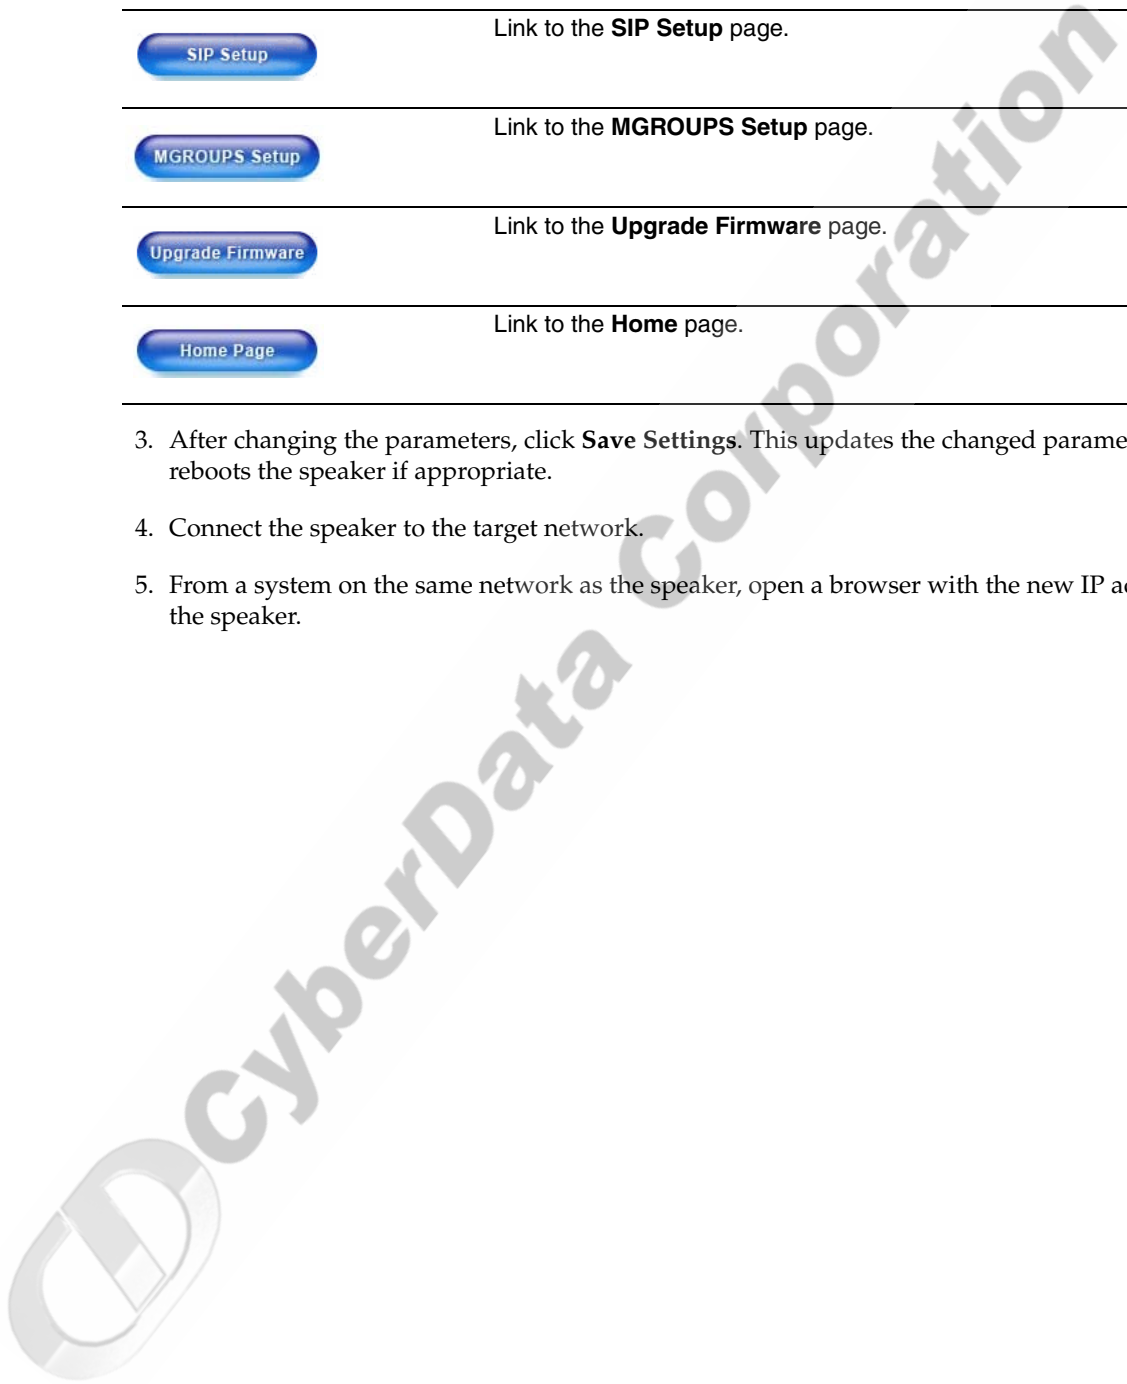 Link to the SIP Setup page.
SIP Setup
Link to the MGROUPS Setup page.
MGROUPS Setup
Link to the Upgrade Firmware page.
Upgrade Firmware
Link to the Home page.
Home Page
3. After changing the parameters, click Save Settings. This updates the changed
reboots the speaker if appropriate.
4. Connect the speaker to the target network.
5. From a system on the same network as the speaker, open a browser with the new IP
the speaker.
CyberData Corporation